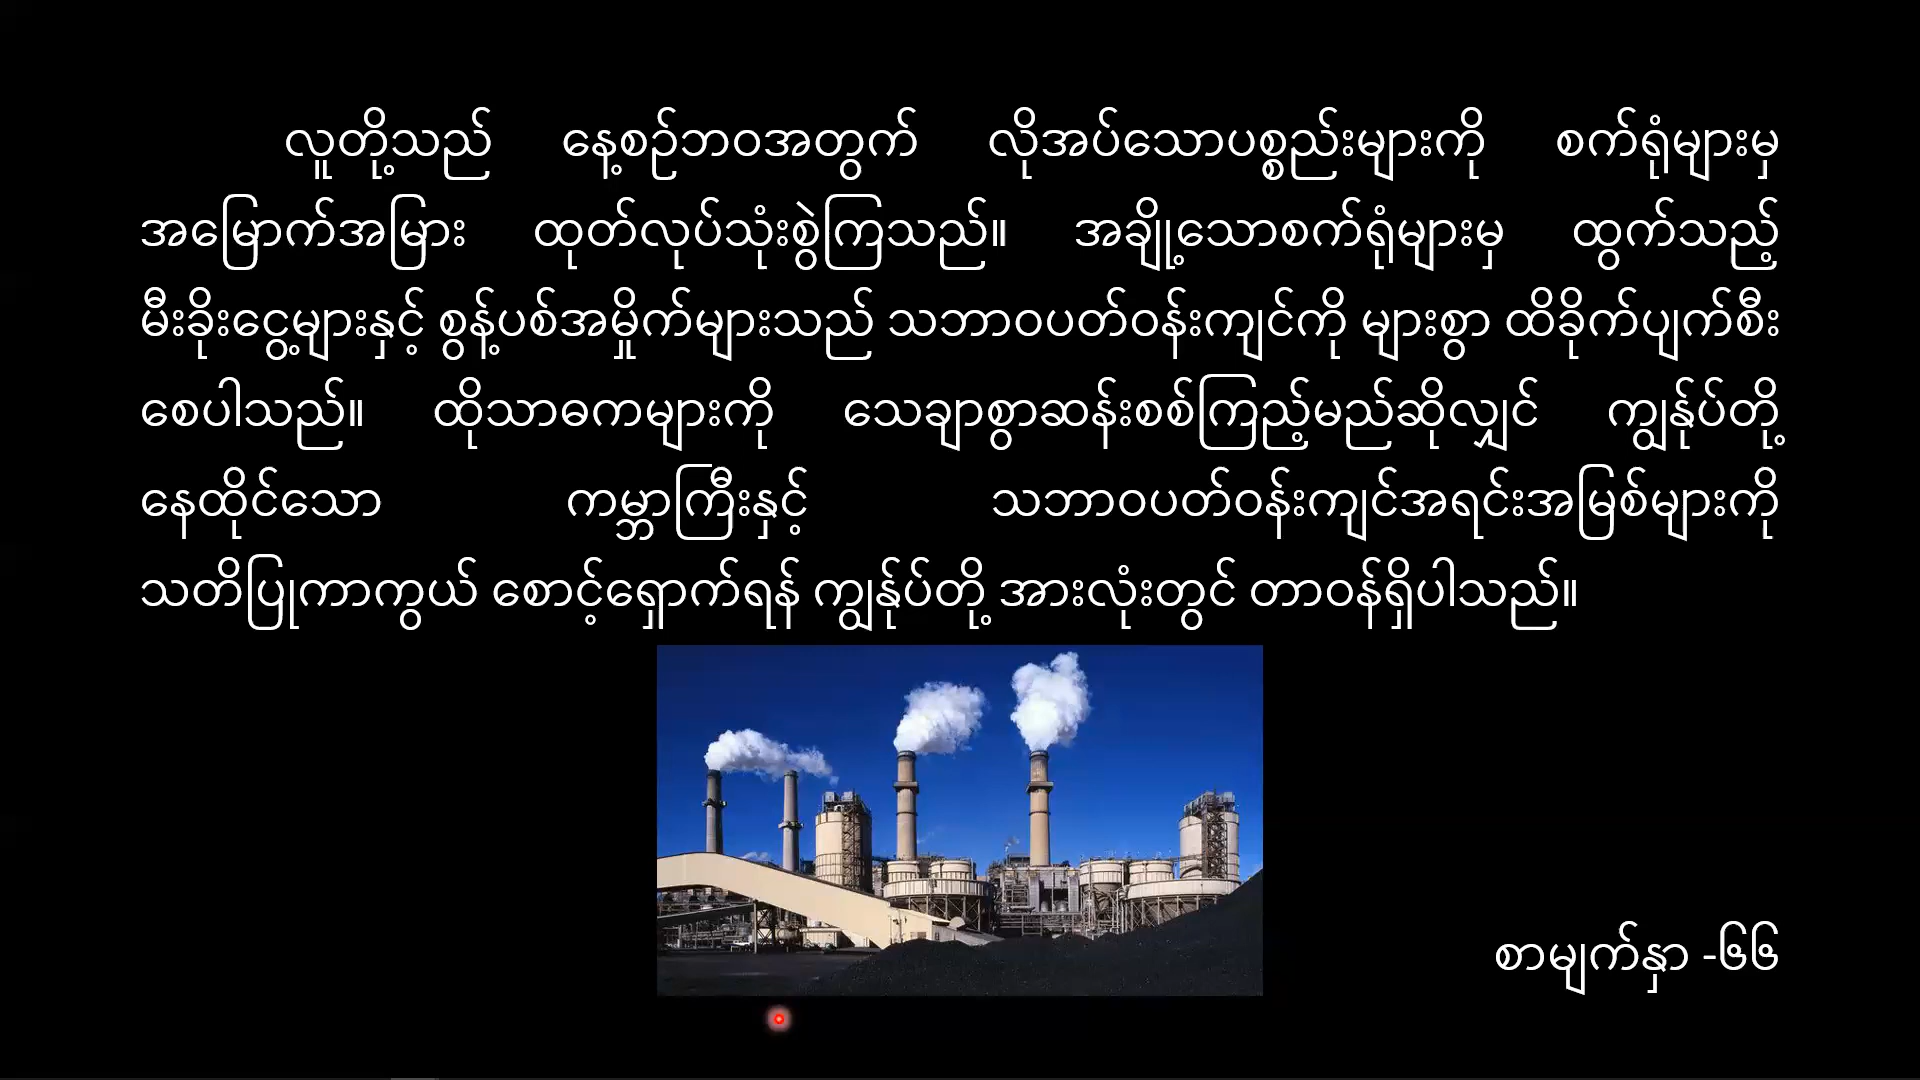 လူတို့သည် နေ့စဉ်ဘဝအတွက် လိုအပ်သောပစ္စည်းများကို စက်ရုံများမှ
အမြောက်အမြား ထုတ်လုပ်သုံးစွဲကြသည်။ အချို့သောစက်ရုံများမှ ထွက်သည့်
မီးခိုးငွေ့များနှင့် စွန့်ပစ်အမှိုက်များသည် သဘာဝပတ်ဝန်းကျင်ကို များစွာ ထိခိုက်ပျက်စီး
စေပါသည်။ ထိုသာဓကများကို သေချာစွာဆန်းစစ်ကြည့်မည်ဆိုလျှင် ကျွန်ုပ်တို့
နေထိုင်သော ကမ္ဘာကြီးနှင့် သဘာဝပတ်ဝန်းကျင်အရင်းအမြစ်များကို
သတိပြုကာကွယ် စောင့်ရှောက်ရန် ကျွန်ုပ်တို့ အားလုံးတွင် တာဝန်ရှိပါသည်။
စာမျက်နှာ -၆၆